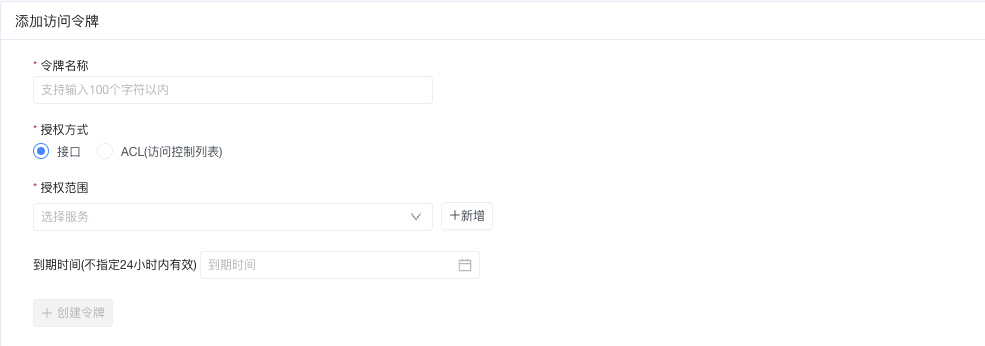 添加访问令牌
* 令牌名称
支持输入100个字符以内
* 授权方式
接口 ACL(访问控制列表)
* 授权范围
选择服务 +新增
到期时间(不指定24小时内有效) 到期时间
+ 创建令牌